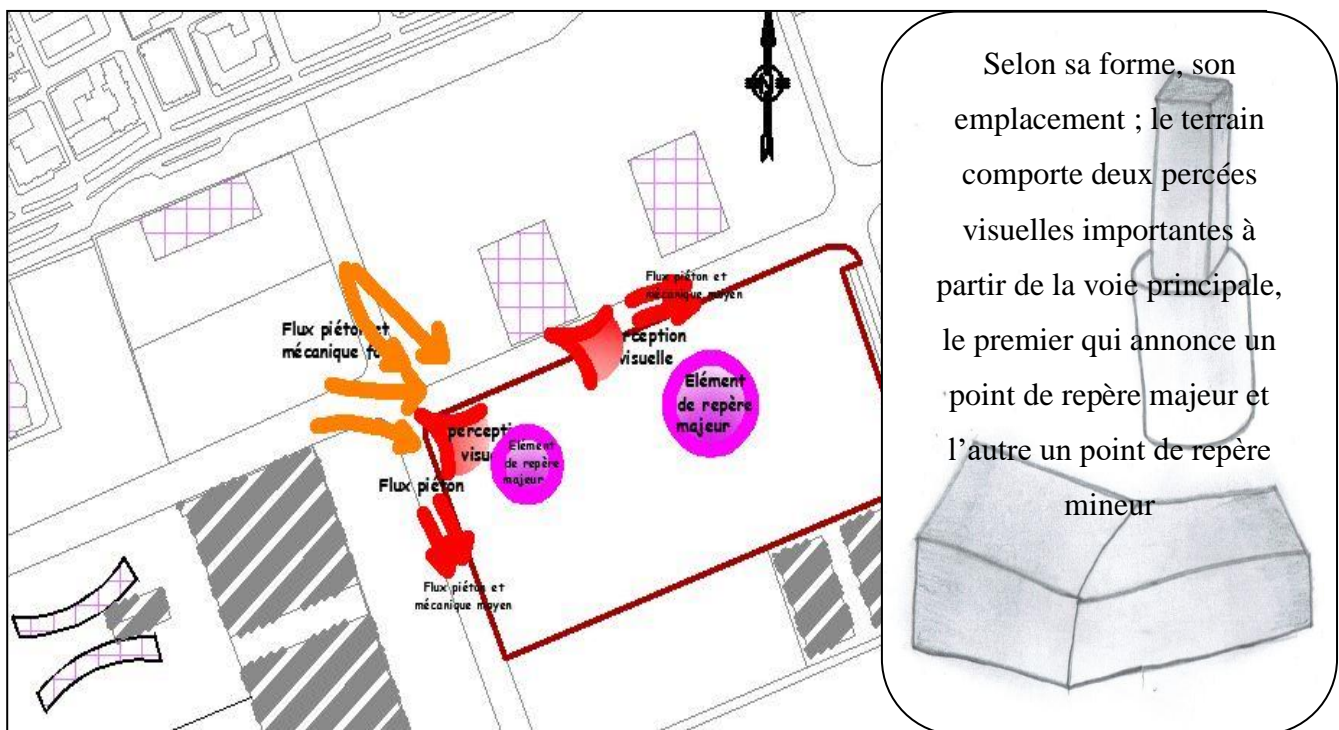 N
Flux piéton et
mécanique moyen
Flux piéton et
mécanique
perception
visuelle
Elément
de repère
majeur
percepti
visu
Elément
de repère
majeur
Flux piéton
Flux piéton et
mécanique moyen
Selon sa forme, son
emplacement ; le terrain
comporte deux percées
visuelles importantes à
partir de la voie principale,
le premier qui annonce un
point de repère majeur et
l’autre un point de repère
mineur